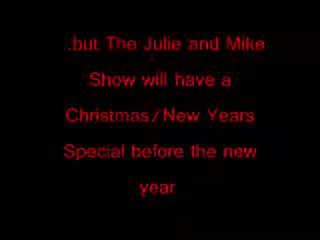 ..but The Julie and Mike
Show will have a
Christmas/New Years
Special before the new
year